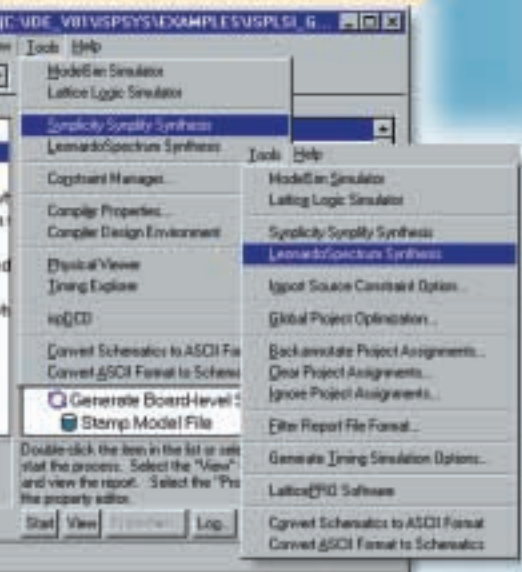 C:\IDE_V81\ISPSYS\EXAMPLES\ISPLSI_G...
Tools Help
ModelSim Simulator
Lattice Logic Simulator
Synplicity Synplify Synthesis
LeonardoSpectrum Synthesis
Constraint Manager...
Compiler Properties...
Compiler Design Environment
Physical Viewer
Timing Explorer
ispDCD
Convert Schematics to ASCII Fo
Convert ASCII Format to Schema
Generate Board-level S
Stamp Model File
Double-click the item in the list or sele
start the process. Select the "View"
and view the report. Select the "Pro
the property editor.
Start View Log...
Tools Help
ModelSim Simulator
Lattice Logic Simulator
Synplicity Synplify Synthesis
LeonardoSpectrum Synthesis
Import Source Constraint Option...
Global Project Optimization...
Backannotate Project Assignments...
Clear Project Assignments...
Ignore Project Assignments...
Filter Report File Format...
Generate Timing Simulation Options...
LatticePRO Software
Convert Schematics to ASCII Format
Convert ASCII Format to Schematics